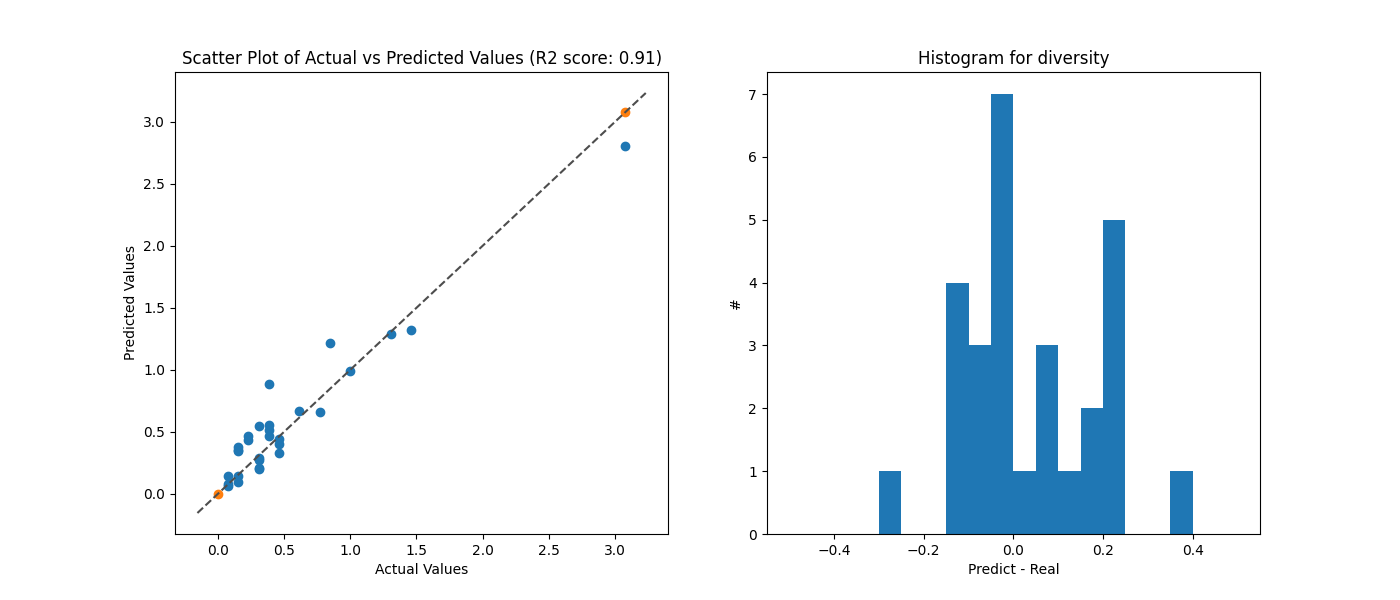 Scatter Plot of Actual vs Predicted Values (R2 score: 0.91)
3.0
2.5
2.0
1.5
1.0
0.5
0.0
Predicted Values
0.0 0.5 1.0 1.5 2.0 2.5 3.0
Actual Values
Histogram for diversity
7
6
5
4
3
2
1
0
#
−0.4 −0.2 0.0 0.2 0.4
Predict - Real